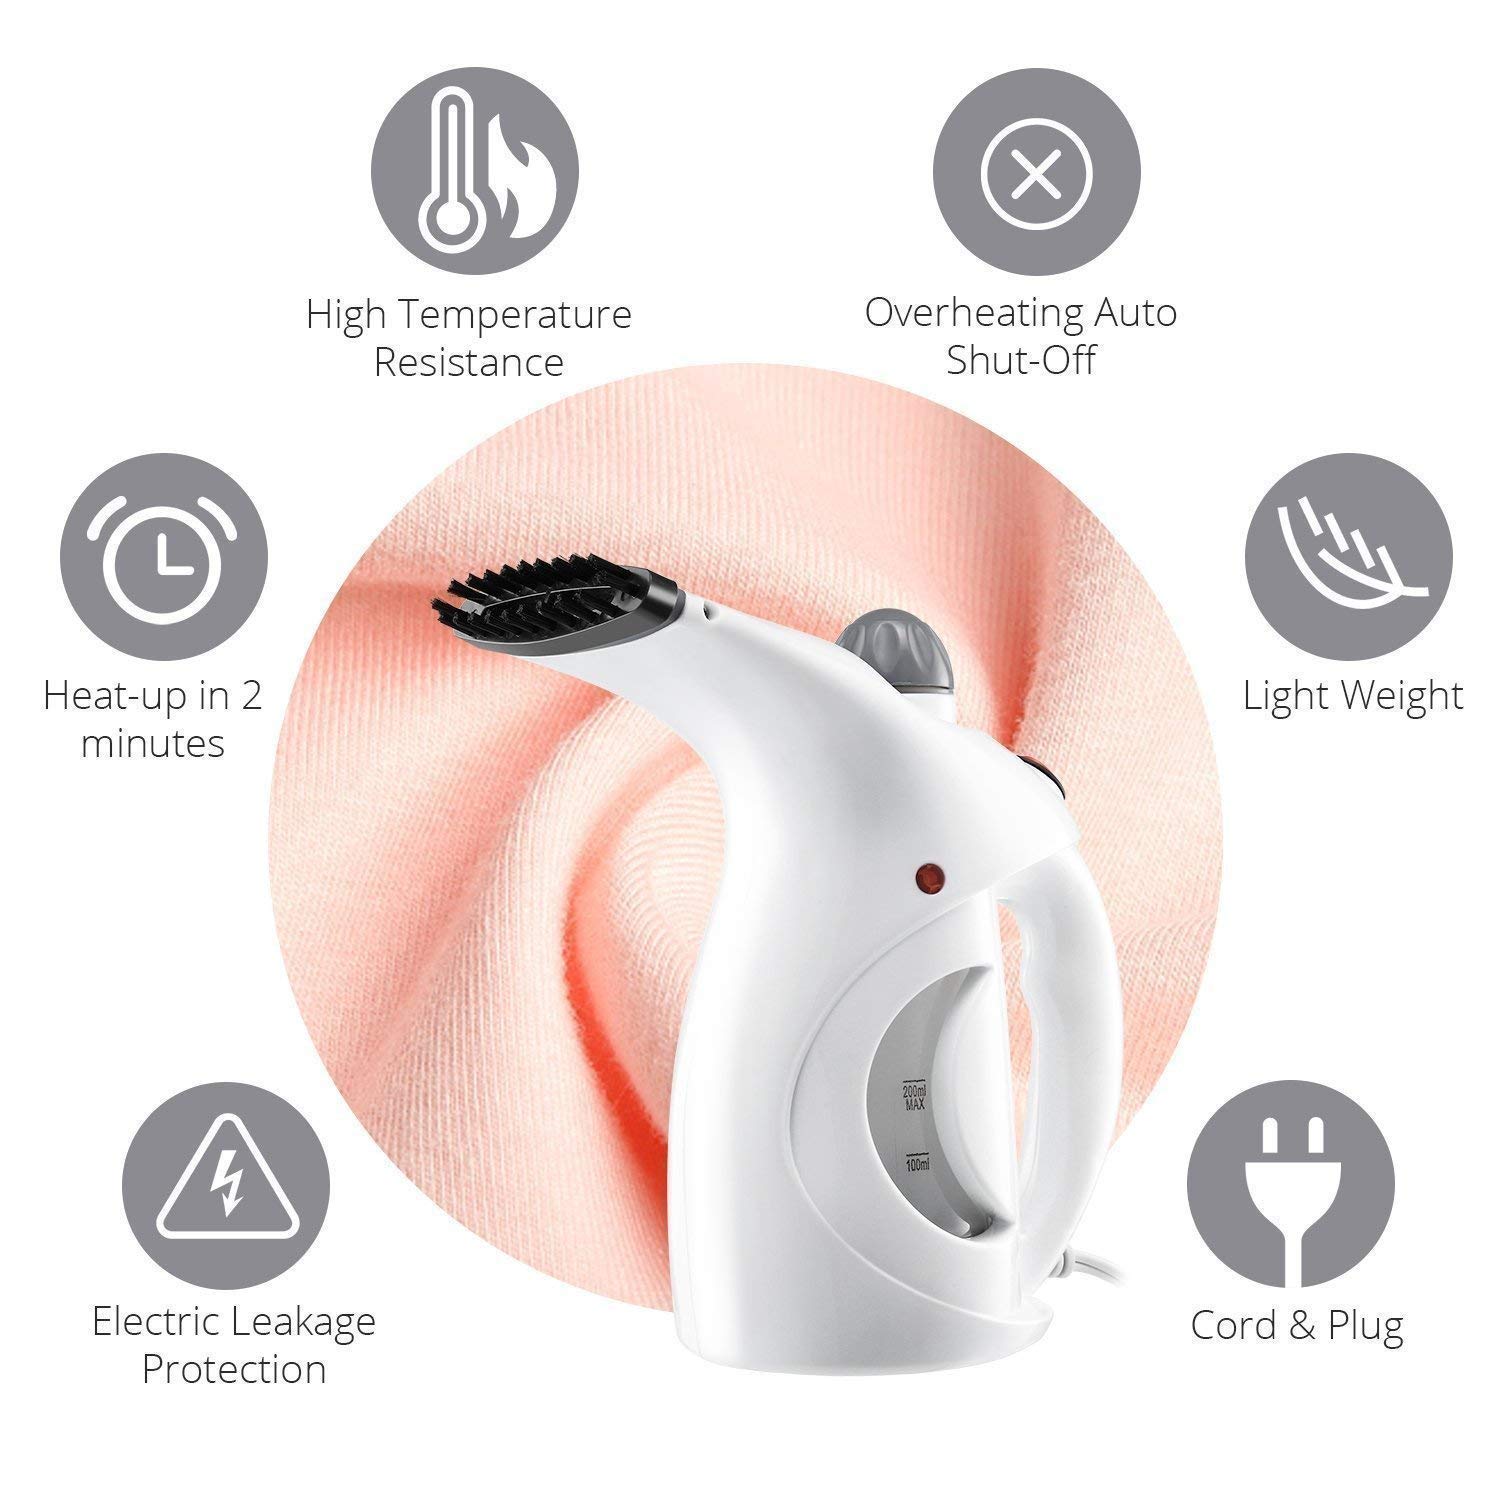 High Temperature
Resistance
Overheating Auto
Shut-Off
Heat-up in 2
minutes
Light Weight
200ml
MAX
100ml
Electric Leakage
Protection
Cord & Plug